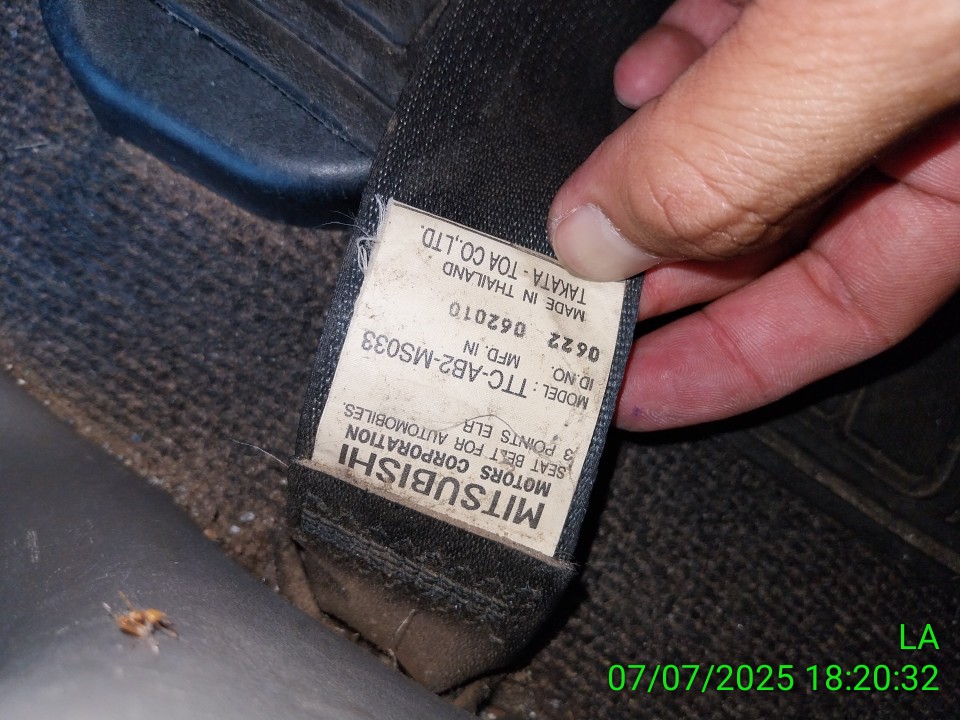 MITSUBISHI
MOTORS CORPORATION
SEAT BELT FOR AUTOMOBILES.
3 POINTS ELR
MODEL : TTC-AB2-MS033
ID.NO. MFD. IN
0622 062010
MADE IN THAILAND
TAKATA - TOA CO.,LTD.
LA
07/07/2025 18:20:32